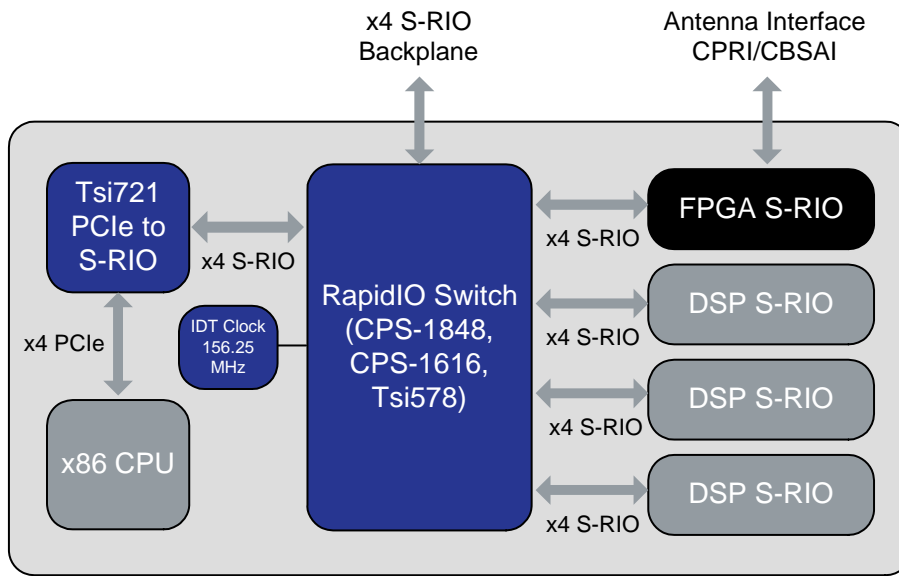 x4 S-RIO
Backplane
Antenna Interface
CPRI/CBSAI
Tsi721
PCIe to
S-RIO
x4 S-RIO
x4 PCIe
IDT Clock
156.25
MHz
x86 CPU
RapidIO Switch
(CPS-1848,
CPS-1616,
Tsi578)
x4 S-RIO
FPGA S-RIO
x4 S-RIO
DSP S-RIO
x4 S-RIO
DSP S-RIO
x4 S-RIO
DSP S-RIO